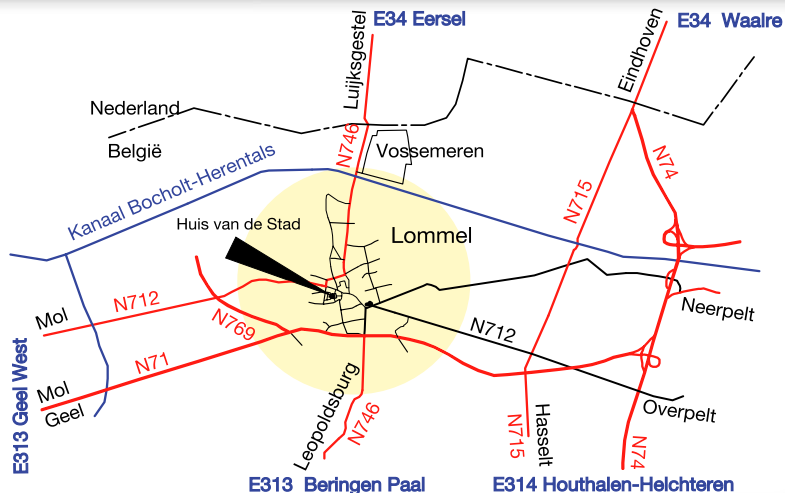 E34 Eersel
E34 Waalre
Luijksgestel
Eindhoven
Nederland
België
N746
Vossemeren
N74
Kanaal Bocholt-Herentals
N715
Huis van de Stad
Lommel
N712
Mol
N769
Neerpelt
N712
N71
Mol
Geel
E313 Geel West
Leopoldsburg
N746
N715
Hasselt
Overpelt
N74
E313 Beringen Paal
E314 Houthalen-Helchteren